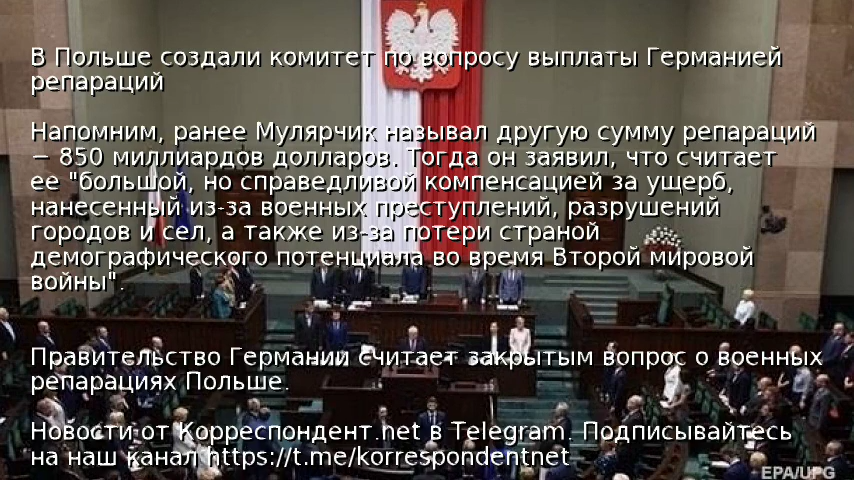 В Польше создали комитет по вопросу выплаты Германией
репараций
Напомним, ранее Мулярчик называл другую сумму репараций
− 850 миллиардов долларов. Тогда он заявил, что считает
ее "большой, но справедливой компенсацией за ущерб,
нанесенный из-за военных преступлений, разрушений
городов и сел, а также из-за потери страной
демографического потенциала во время Второй мировой
войны".
Правительство Германии считает закрытым вопрос о военных
репарациях Польше.
Новости от Корреспондент.net в Telegram. Подписывайтесь
на наш канал https://t.me/korrespondentnet
EPA/UPG